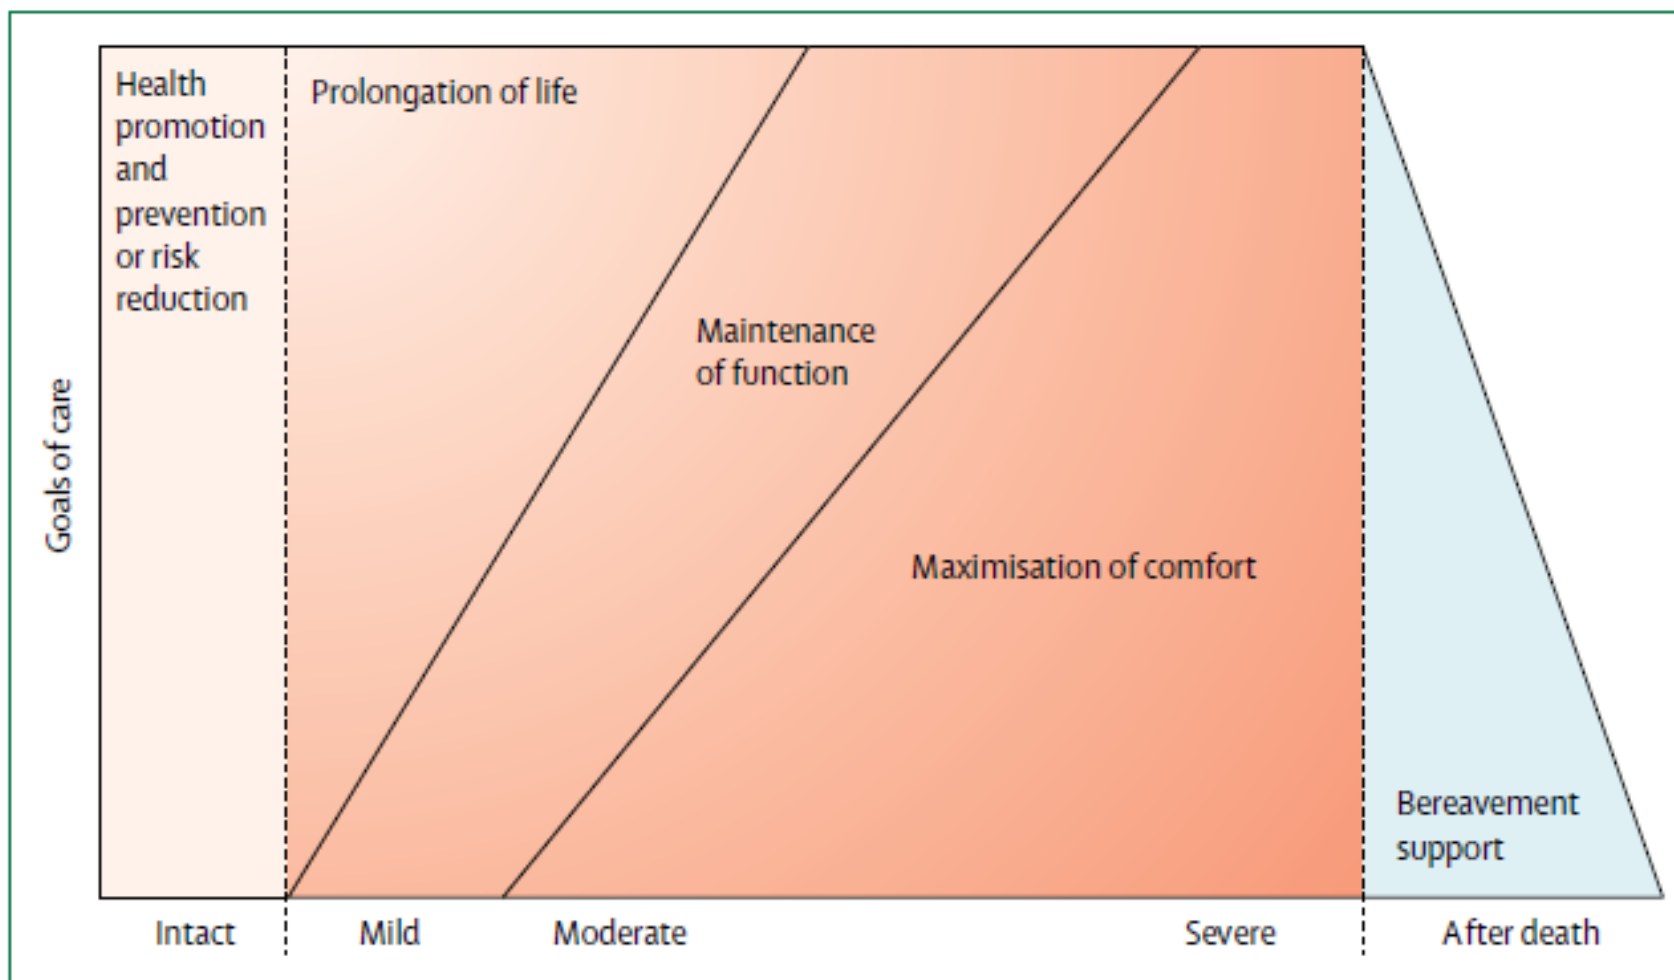 Health
promotion
and
prevention
or risk
reduction
Prolongation of life
Maintenance
of function
Maximisation of comfort
Bereavement
support
Goals of care
Intact
Mild
Moderate
Severe
After death